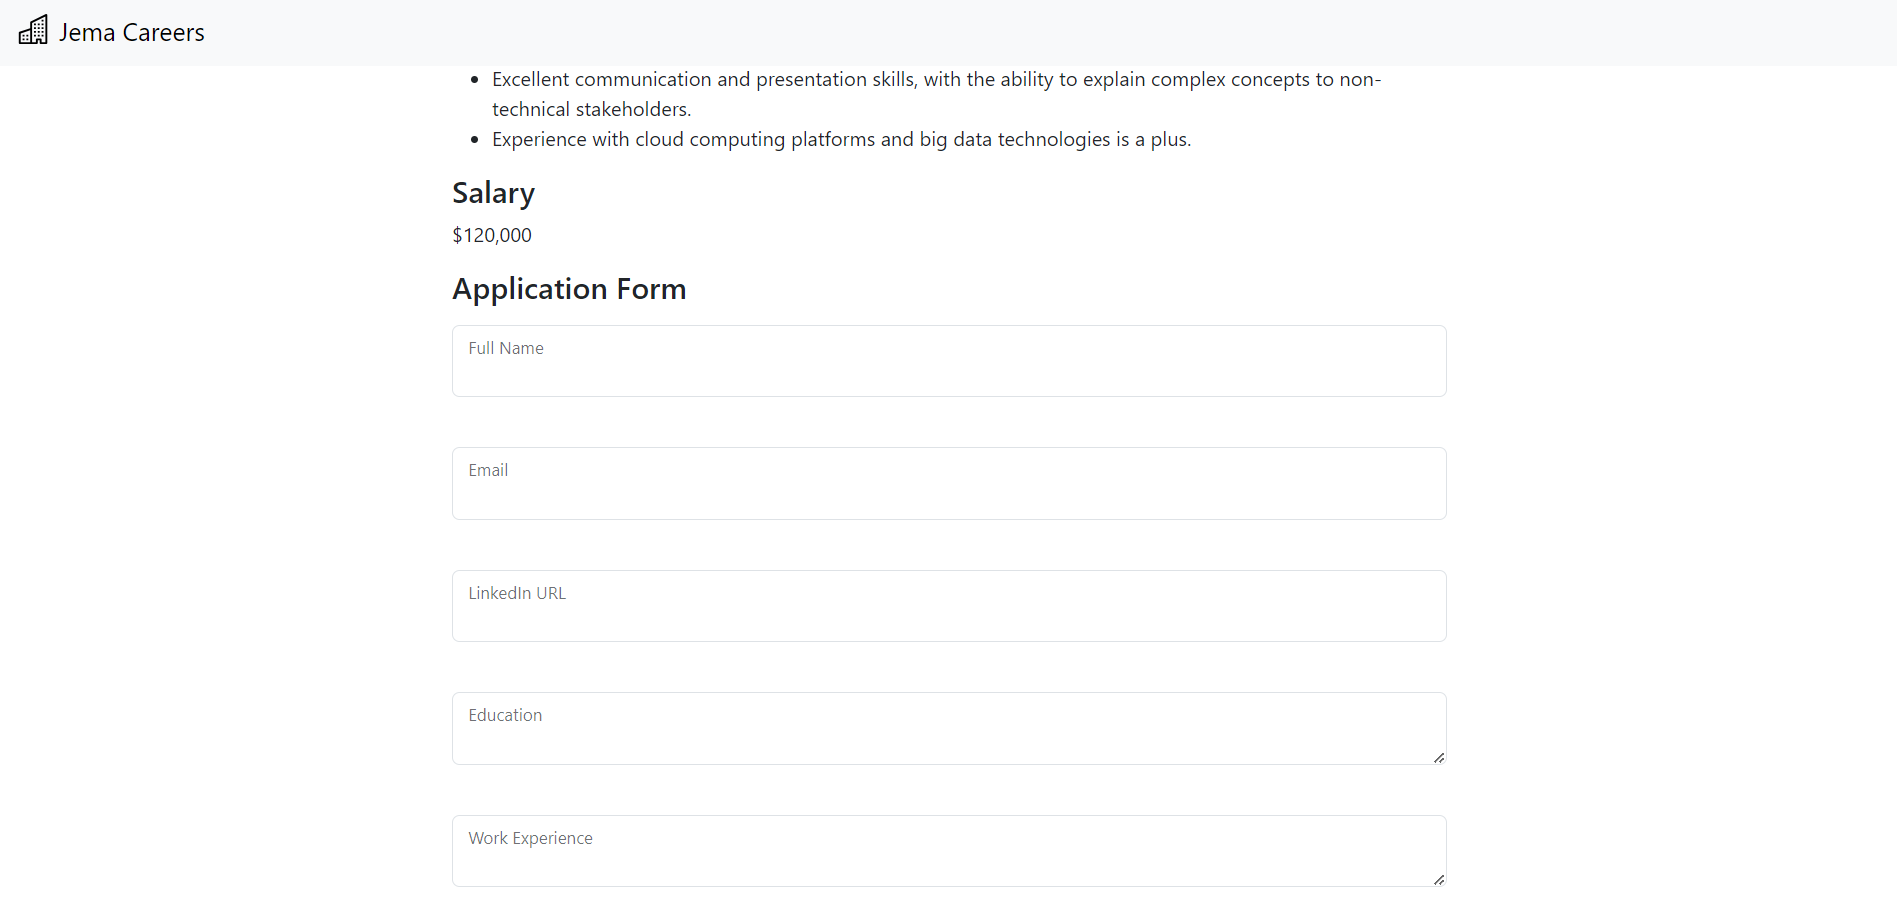 Jema Careers
Excellent communication and presentation skills, with the ability to explain complex concepts to non-
technical stakeholders.
Experience with cloud computing platforms and big data technologies is a plus.
Salary
$120,000
Application Form
Full Name
Email
LinkedIn URL
Education
Work Experience